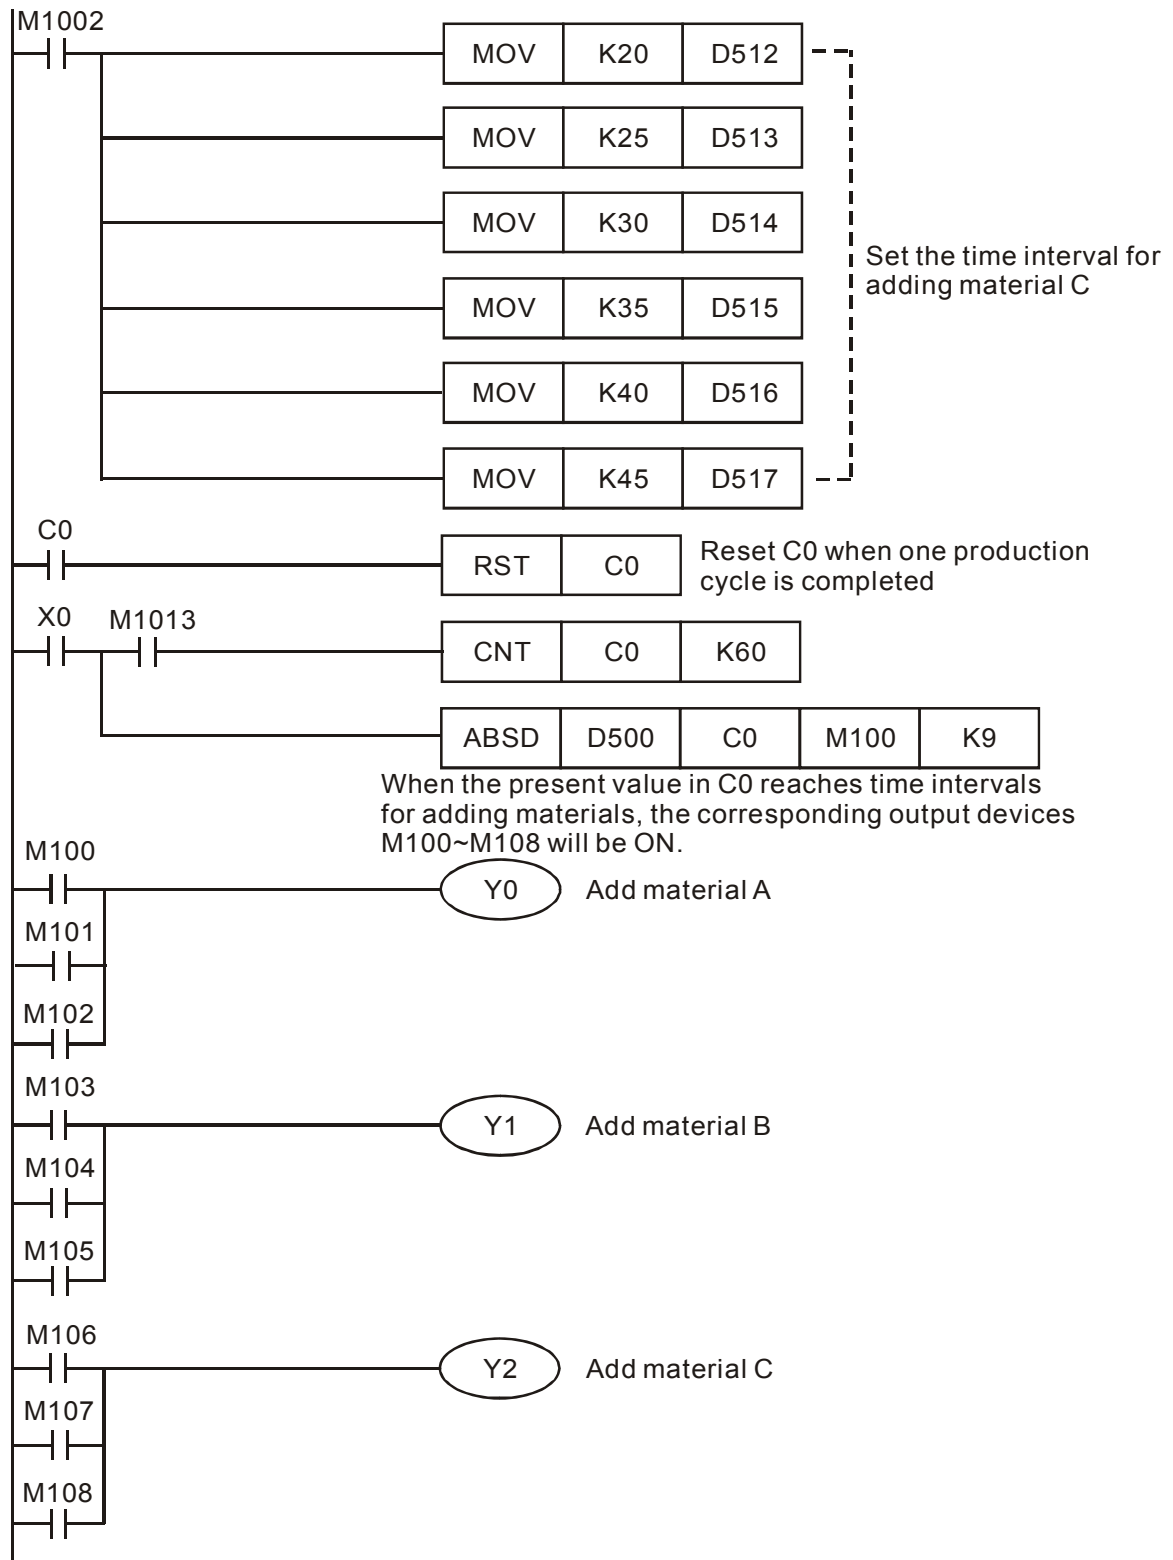 M1002
MOV K20 D512
MOV K25 D513
MOV K30 D514
Set the time interval for
adding material C
MOV K35 D515
MOV K40 D516
MOV K45 D517
C0
RST C0
Reset C0 when one production
cycle is completed
X0 M1013
CNT C0 K60
ABSD D500 C0 M100 K9
When the present value in C0 reaches time intervals
for adding materials, the corresponding output devices
M100~M108 will be ON.
M100
Y0 Add material A
M101
M102
M103
Y1 Add material B
M104
M105
M106
Y2 Add material C
M107
M108